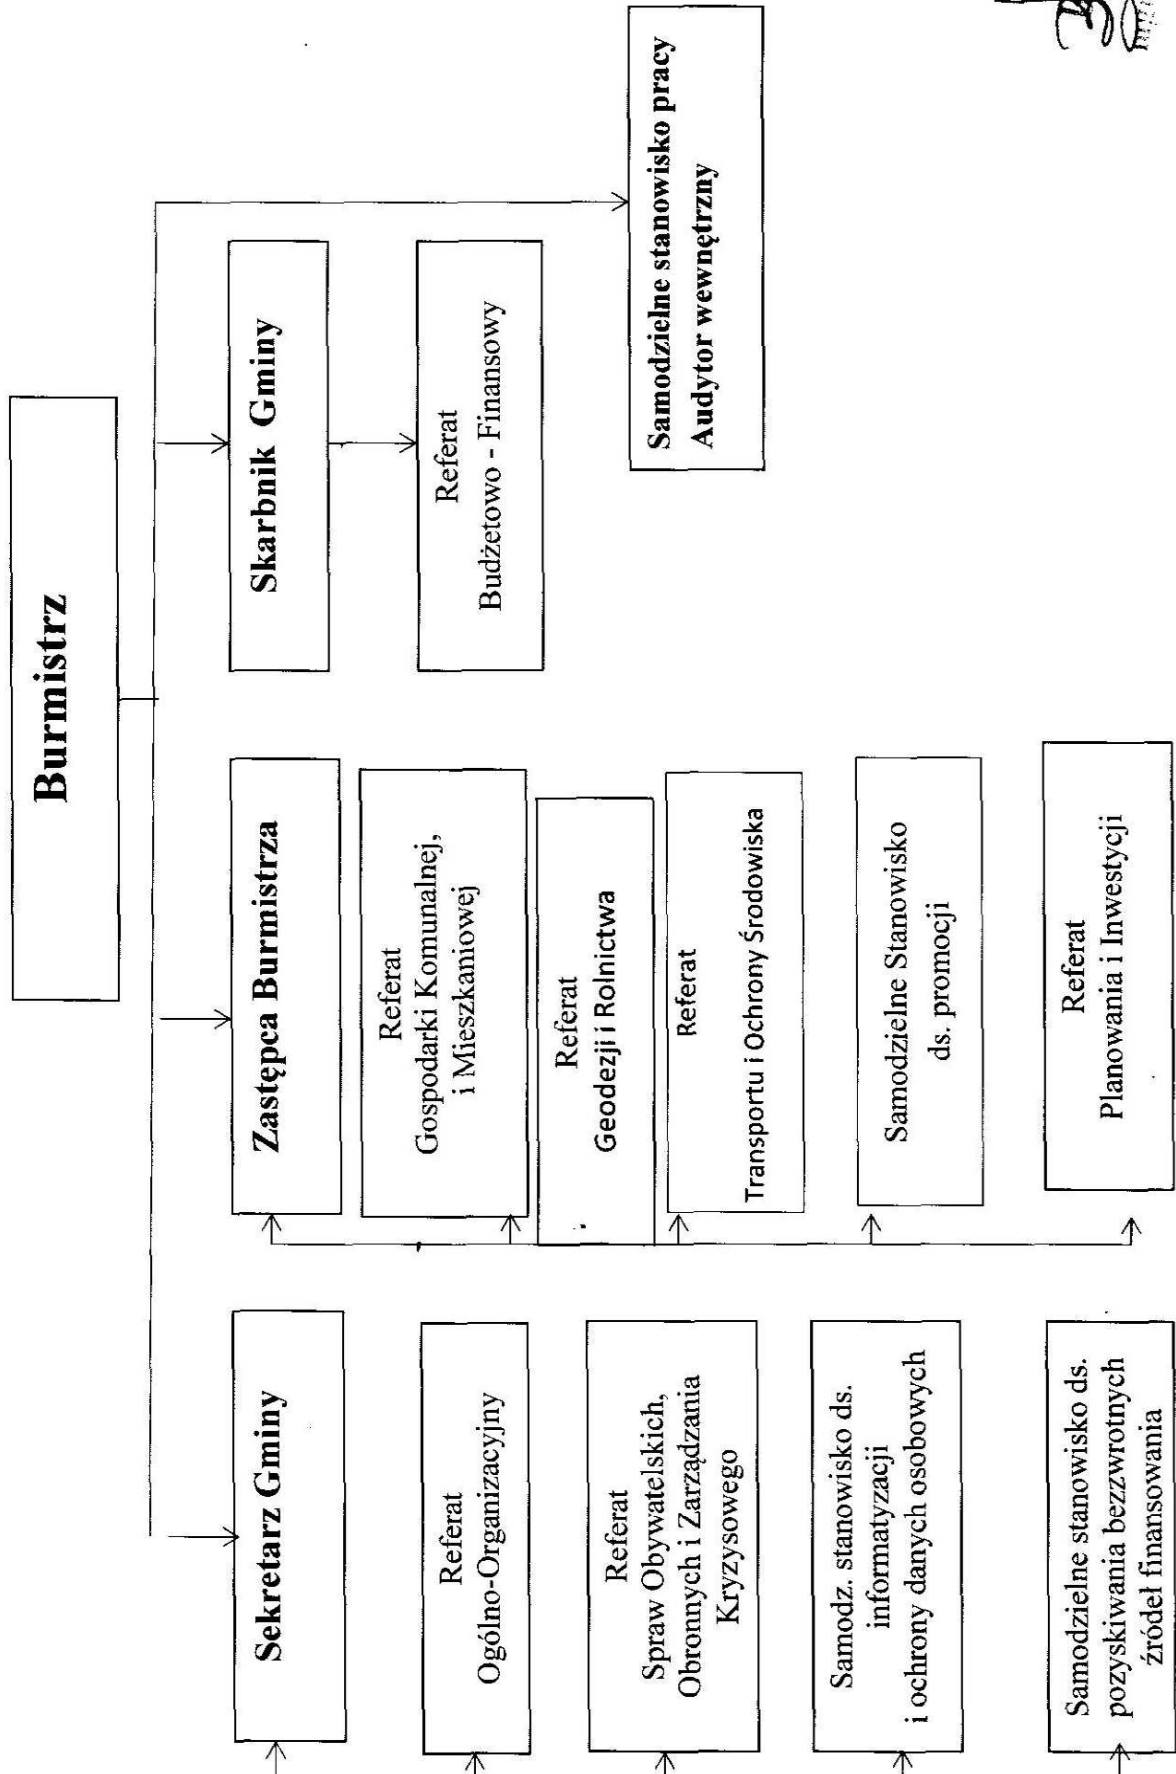 Burmistrz
Sekretarz Gminy
Zastępca Burmistrza
Skarbnik Gminy
Referat
Ogólno-Organizacyjny
Referat
Spraw Obywatelskich,
Obronnych i Zarządzania
Kryzysowego
Samodz. stanowisko ds.
informatyzacji
i ochrony danych osobowych
Samodzielne stanowisko ds.
pozyskiwania bezzwrotnych
źródeł finansowania
Referat
Gospodarki Komunalnej,
i Mieszkaniowej
Referat
Geodezji i Rolnictwa
Referat
Transportu i Ochrony Środowiska
Samodzielne Stanowisko
ds. promocji
Referat
Planowania i Inwestycji
Referat
Budżetowo - Finansowy
Samodzielne stanowisko pracy
Audytor wewnętrzny